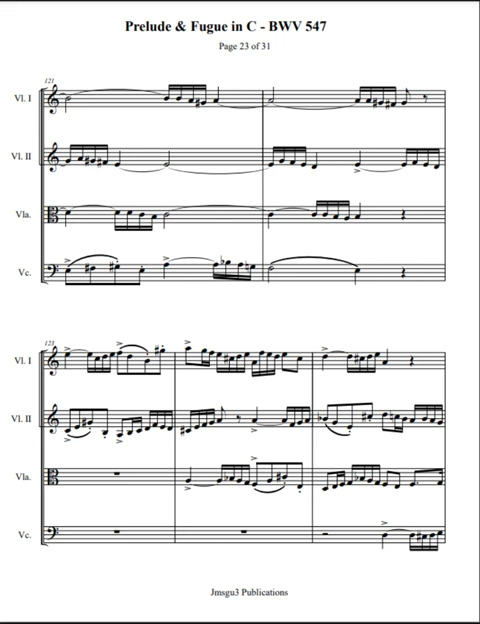 Prelude & Fugue in C - BWV 547
Page 23 of 31
121
Vl. I
Vl. II
Vla.
Vc.
123
Vl. I
Vl. II
Vla.
Vc.
Jmsgu3 Publications